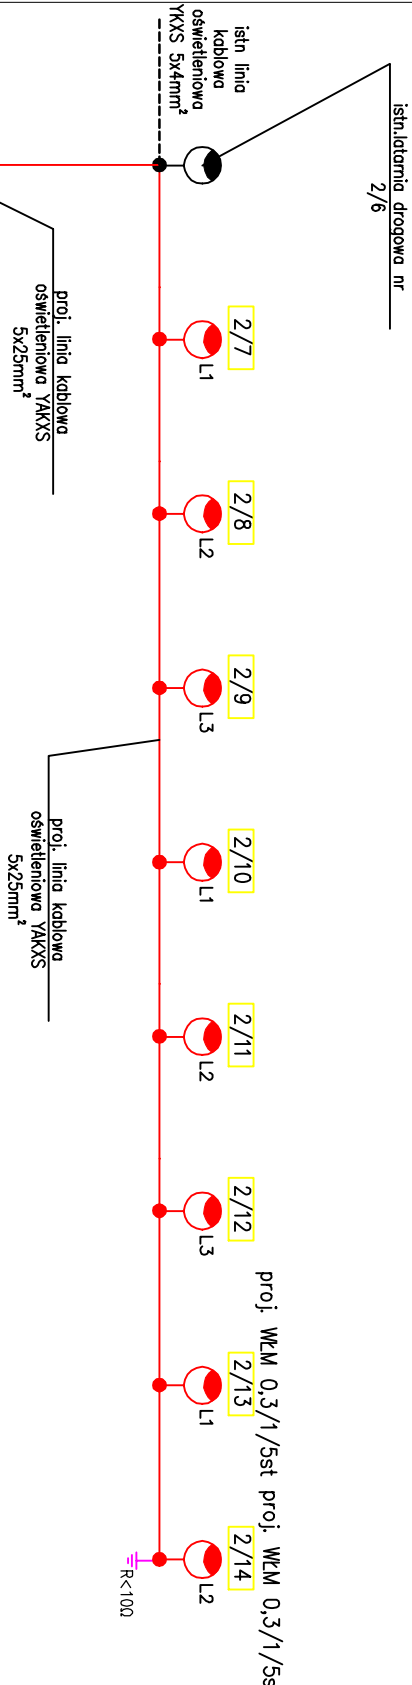 istn.latarnia drogowa nr
2/6
istn linia
kablowa
oświetleniowa
YKXS 5x4mm²
2/7
L1
2/8
L2
2/9
L3
2/10
L1
2/11
L2
2/12
L3
2/13
L1
2/14
L2
proj. WŁM 0,3/1/5st proj. WŁM 0,3/1/5s
proj. linia kablowa
oświetleniowa YAKXS
5x25mm²
proj. linia kablowa
oświetleniowa YAKXS
5x25mm²
R<10Ω